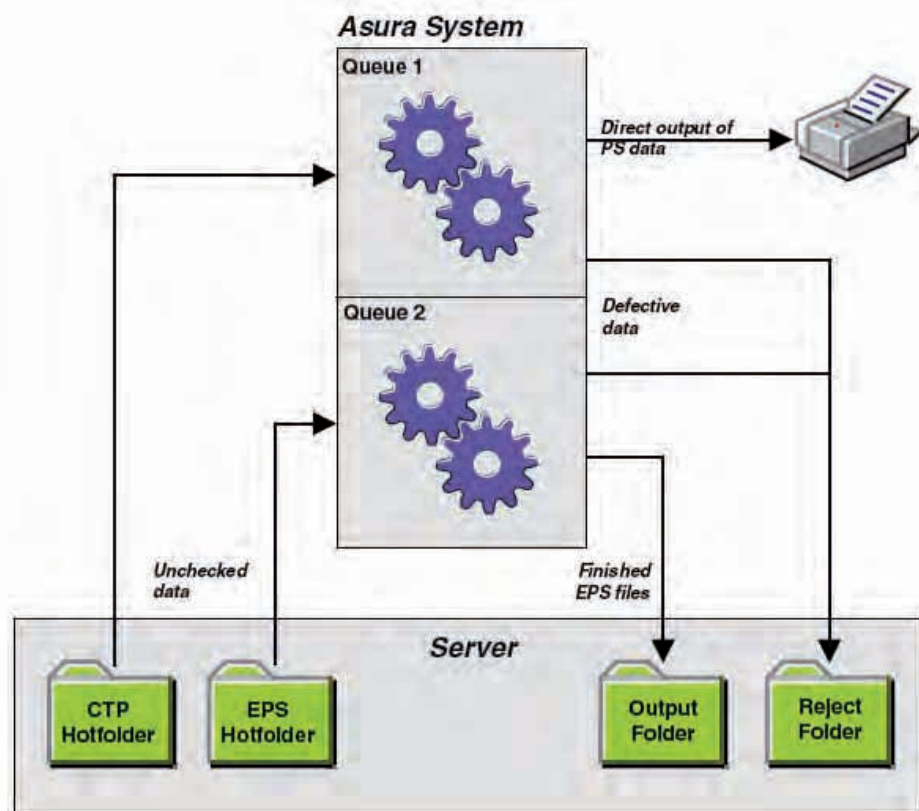 Asura System
Queue 1
Direct output of
PS data
Queue 2
Defective
data
Unchecked
data
Finished
EPS files
Server
CTP
Hotfolder
EPS
Hotfolder
Output
Folder
Reject
Folder